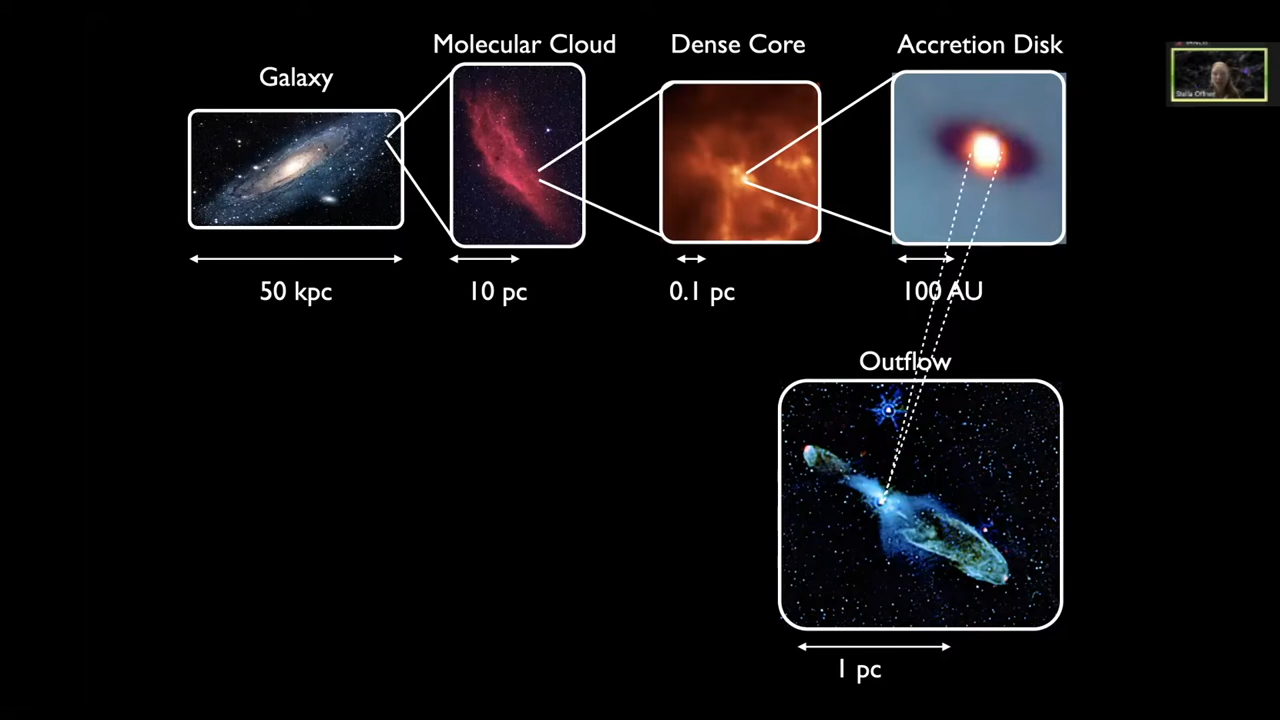 Galaxy
Molecular Cloud
Dense Core
Accretion Disk
50 kpc
10 pc
0.1 pc
100 AU
Outflow
1 pc